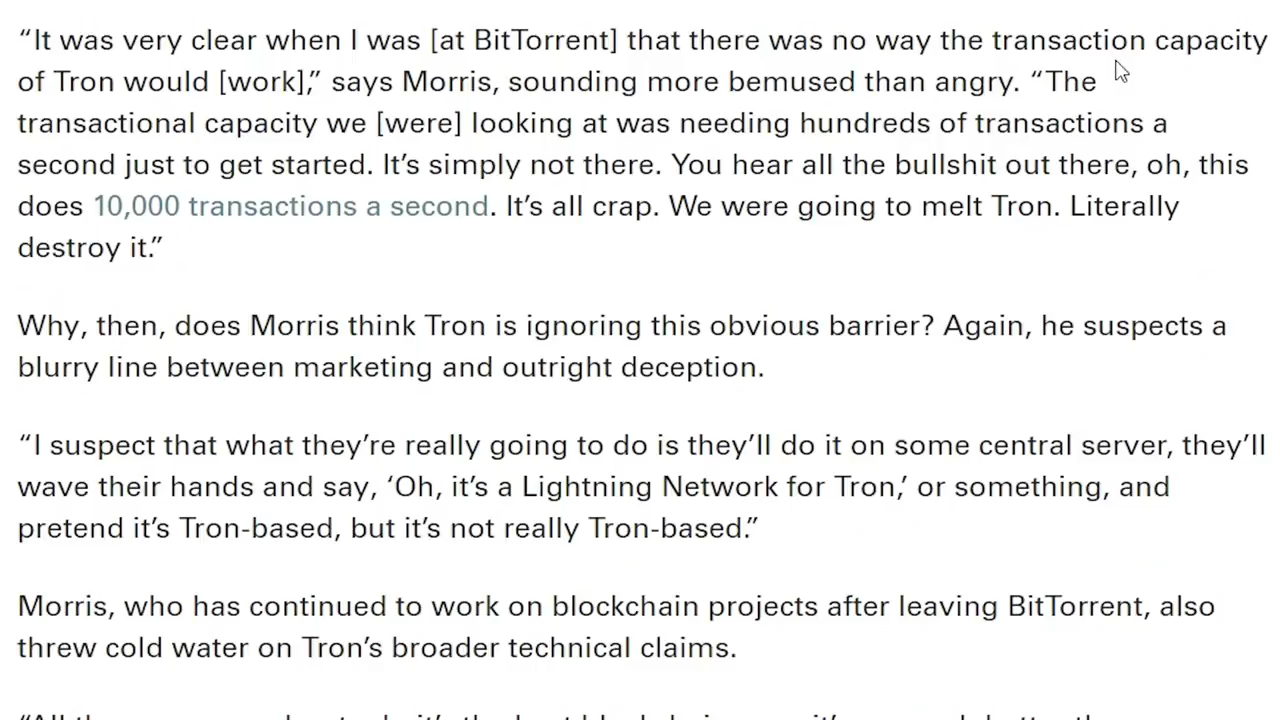 “It was very clear when I was [at BitTorrent] that there was no way the transaction capacity
of Tron would [work],” says Morris, sounding more bemused than angry. “The
transactional capacity we [were] looking at was needing hundreds of transactions a
second just to get started. It’s simply not there. You hear all the bullshit out there, oh, this
does 10,000 transactions a second. It’s all crap. We were going to melt Tron. Literally
destroy it.”
Why, then, does Morris think Tron is ignoring this obvious barrier? Again, he suspects a
blurry line between marketing and outright deception.
“I suspect that what they’re really going to do is they’ll do it on some central server, they’ll
wave their hands and say, ‘Oh, it’s a Lightning Network for Tron,’ or something, and
pretend it’s Tron-based, but it’s not really Tron-based.”
Morris, who has continued to work on blockchain projects after leaving BitTorrent, also
threw cold water on Tron’s broader technical claims.